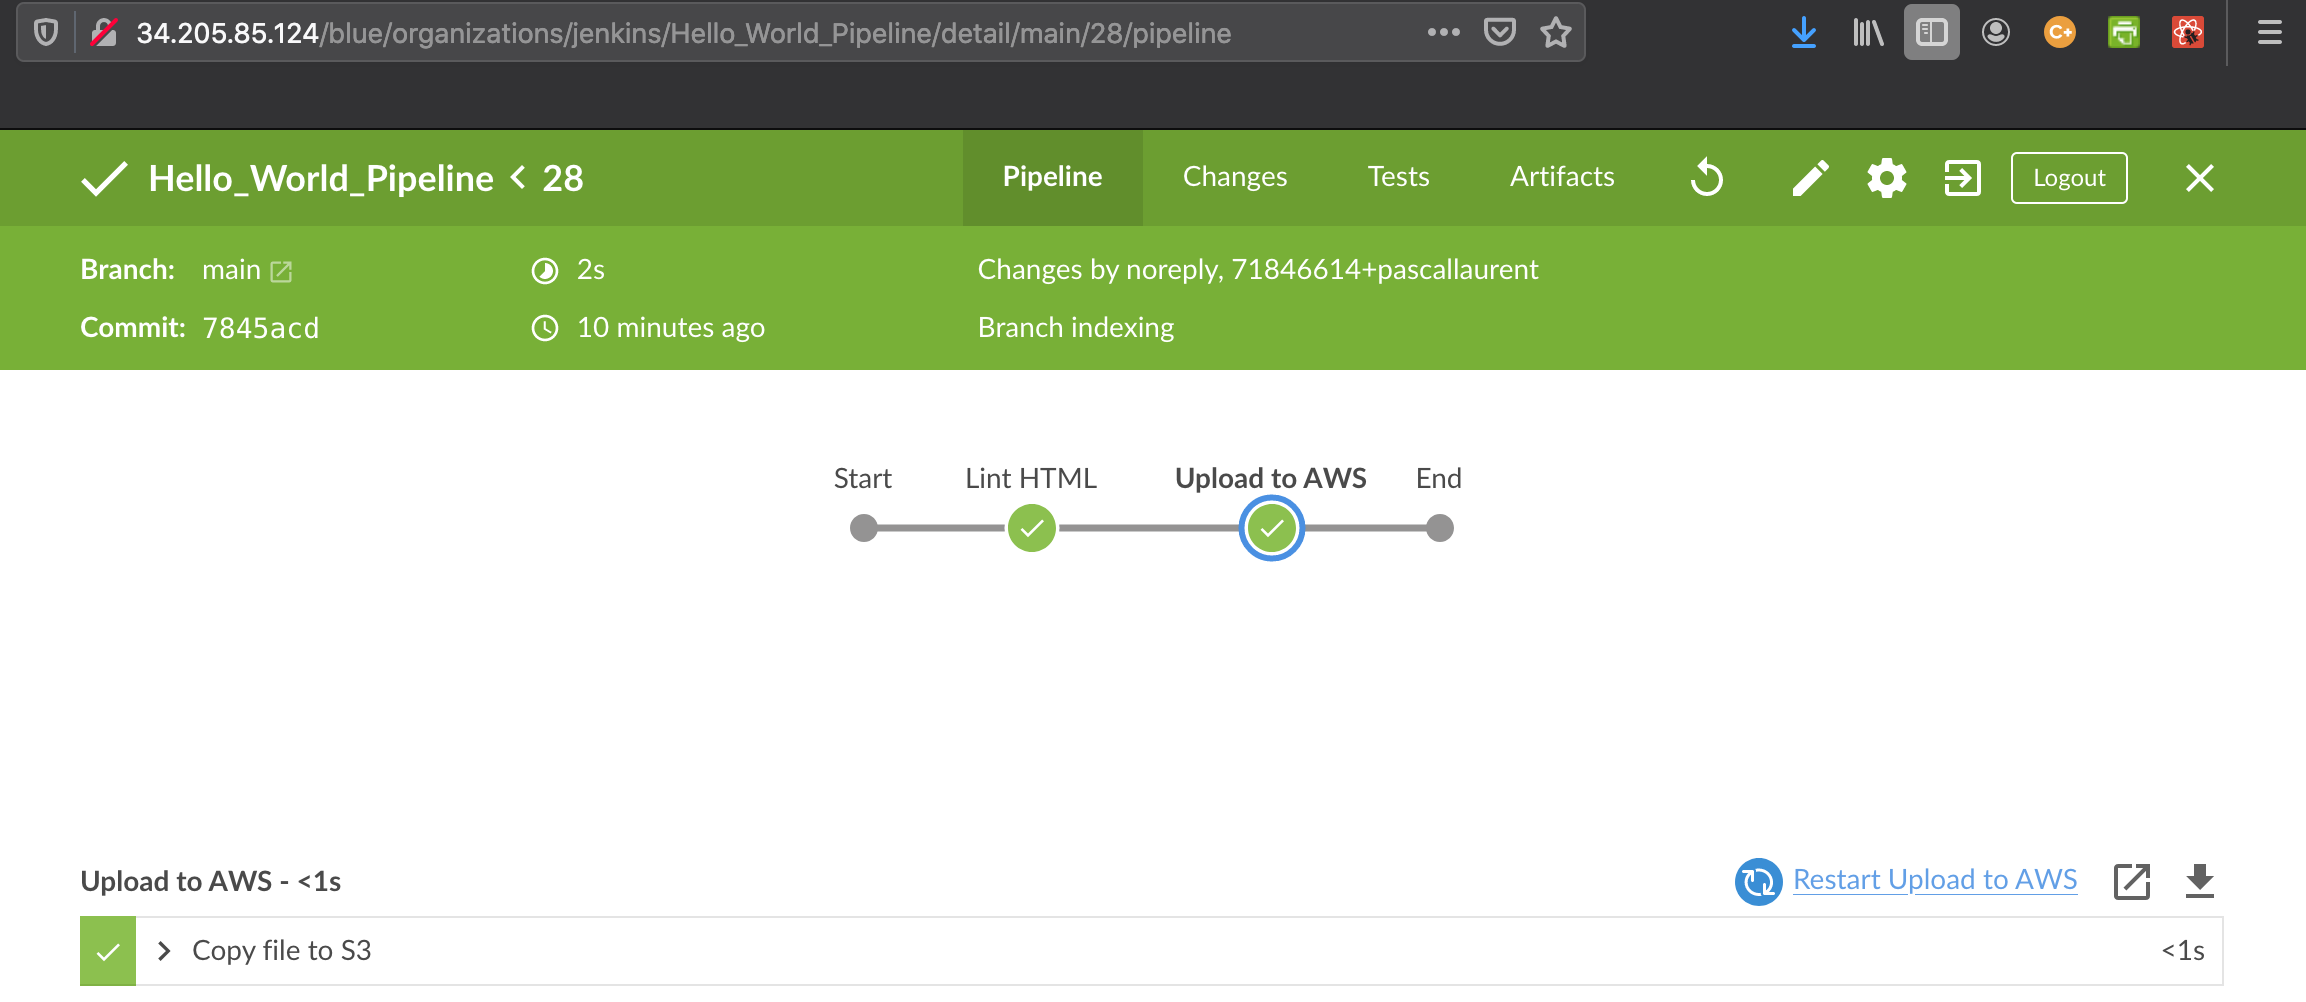 34.205.85.124/blue/organizations/jenkins/Hello_World_Pipeline/detail/main/28/pipeline
C+
Hello_World_Pipeline < 28
Pipeline Changes Tests Artifacts Logout
Branch: main 2s Changes by noreply, 71846614+pascallaurent
Commit: 7845acd 10 minutes ago Branch indexing
Start Lint HTML Upload to AWS End
Upload to AWS - <1s Restart Upload to AWS
Copy file to S3 <1s